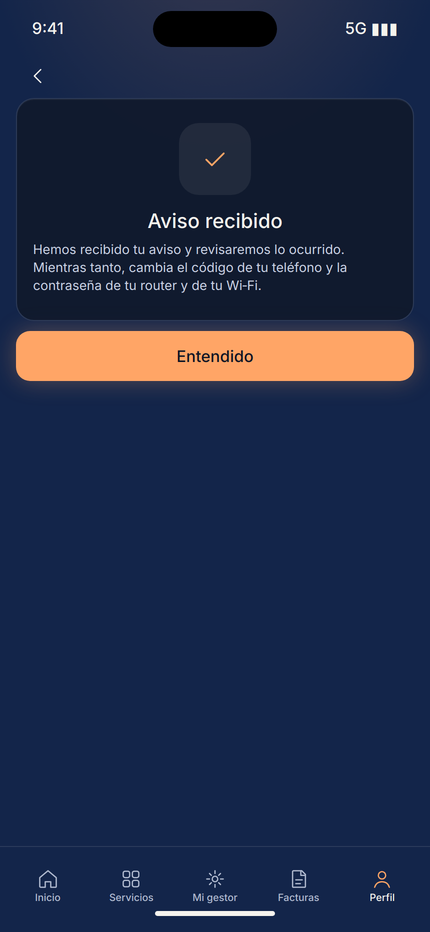 9:41
5G
Aviso recibido
Hemos recibido tu aviso y revisaremos lo ocurrido.
Mientras tanto, cambia el código de tu teléfono y la
contraseña de tu router y de tu Wi-Fi.
Entendido
Inicio
Servicios
Mi gestor
Facturas
Perfil